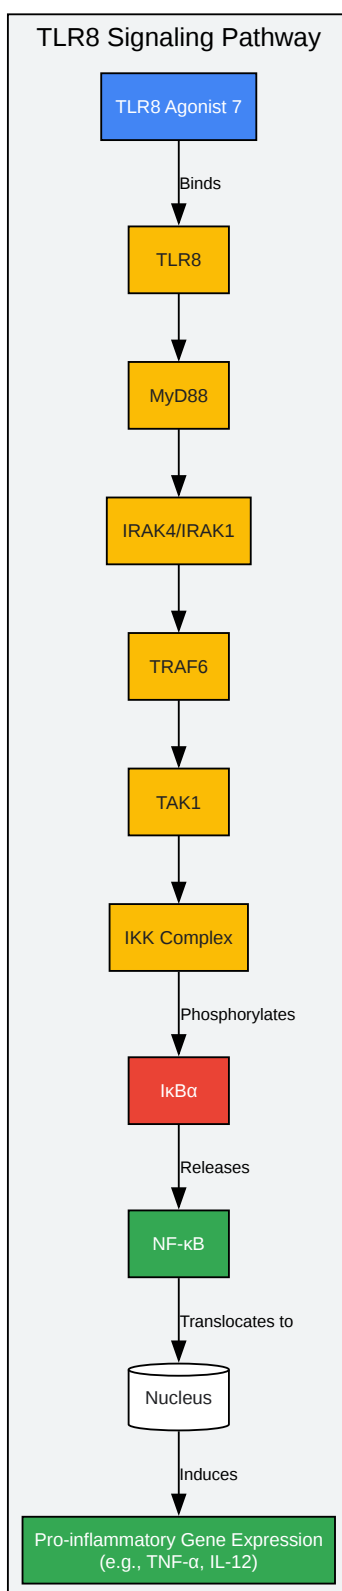 TLR8 Signaling Pathway
TLR8 Agonist 7
Binds
TLR8
MyD88
IRAK4/IRAK1
TRAF6
TAK1
IKK Complex
Phosphorylates
IκBα
Releases
NF-κB
Translocates to
Nucleus
Induces
Pro-inflammatory Gene Expression
(e.g., TNF-α, IL-12)